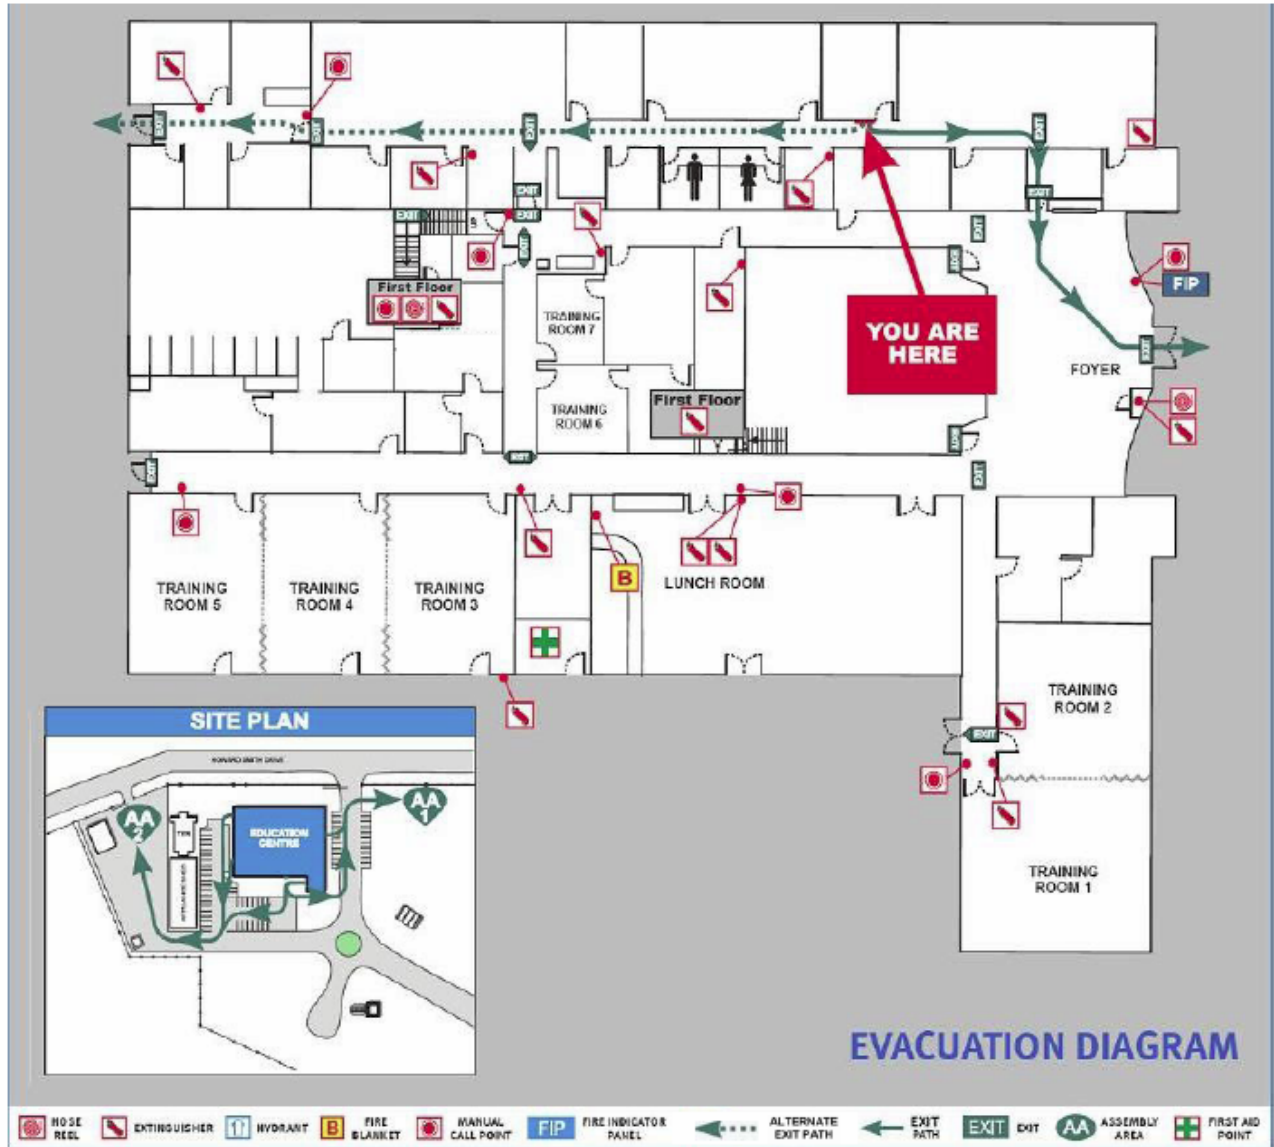 EXIT
EXIT
EXIT
EXIT
EXIT
EXIT
EXIT
EXIT
UP
EXIT
EXIT
EXIT
FIP
First Floor
TRAINING
ROOM 7
YOU ARE
HERE
EXIT
FOYER
First Floor
TRAINING
ROOM 6
EXIT
EXIT
EXIT
EXIT
TRAINING
ROOM 5
TRAINING
ROOM 4
TRAINING
ROOM 3
B
LUNCH ROOM
TRAINING
ROOM 2
EXIT
TRAINING
ROOM 1
SITE PLAN
AA
1
AA
2
EDUCATION
CENTRE
EVACUATION DIAGRAM
HOSE
REEL
EXTINGUISHER
HYDRANT
B
FIRE
BLANKET
MANUAL
CALL POINT
FIP
FIRE INDICATOR
PANEL
ALTERNATE
EXIT PATH
EXIT
PATH
EXIT
EXIT
AA
ASSEMBLY
AREA
FIRST AID
POINT